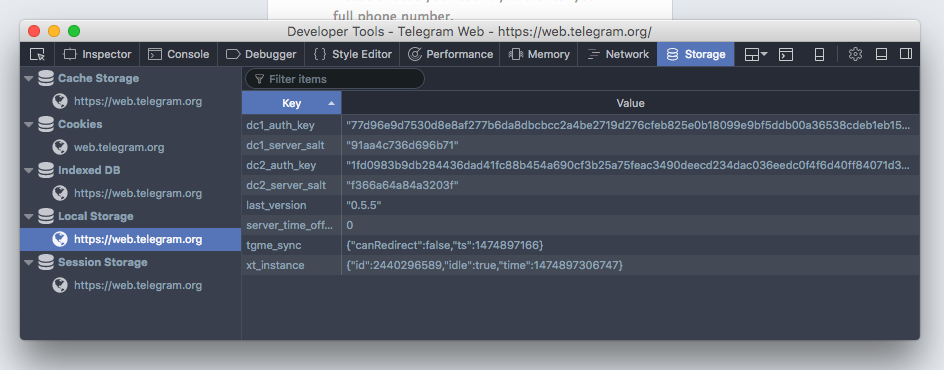 full phone number.
Developer Tools - Telegram Web - https://web.telegram.org/
Inspector Console Debugger Style Editor Performance Memory Network Storage
Filter items
Cache Storage
https://web.telegram.org
Cookies
web.telegram.org
Indexed DB
https://web.telegram.org
Local Storage
https://web.telegram.org
Session Storage
https://web.telegram.org
Key Value
dc1_auth_key "77d96e9d7530d8e8af277b6da8dbcbcc2a4be2719d276cfeb825e0b18099e9bf5ddb00a36538cdeb1eb15...
dc1_server_salt "91aa4c736d696b71"
dc2_auth_key "1fd0983b9db284436dad41fc88b454a690cf3b25a75feac3490deecd234dac036eedc0f4f6d40ff84071d3...
dc2_server_salt "f366a64a84a3203f"
last_version "0.5.5"
server_time_off... 0
tgme_sync {"canRedirect":false,"ts":1474897166}
xt_instance {"id":2440296589,"idle":true,"time":1474897306747}